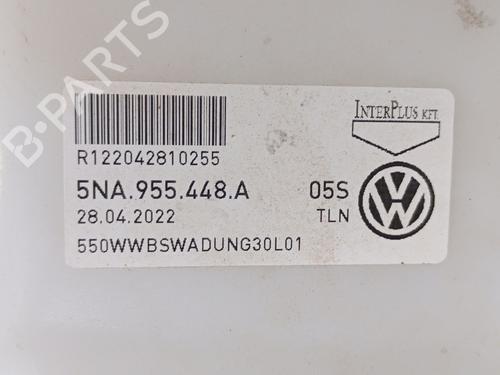 B-PARTS
INTERPLUS KFT.
R122042810255
5NA.955.448.A 05S
28.04.2022 TLN
550WWBSWADUNG30L01